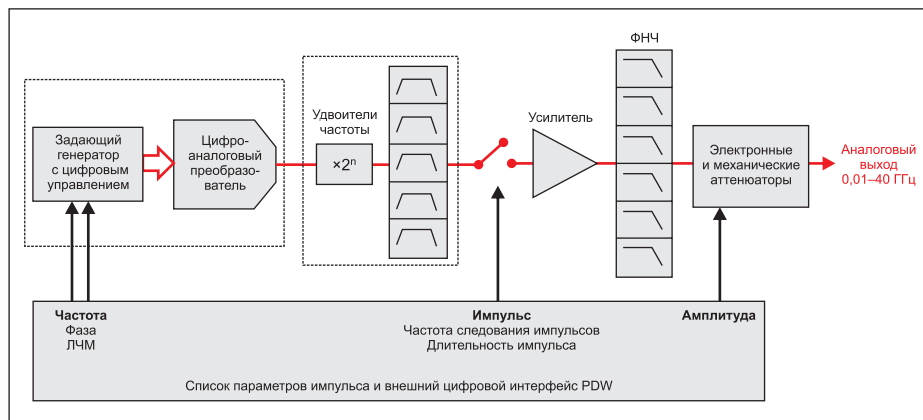 ФНЧ
Удвоители
частоты
Усилитель
Задающий
генератор
с цифровым
управлением
Цифро-
аналоговый
преобразо-
ватель
×2ⁿ
Электронные
и механические
аттенюаторы
Аналоговый
выход
0,01–40 ГГц
Частота
Фаза
ЛЧМ
Импульс
Частота следования импульсов
Длительность импульса
Амплитуда
Список параметров импульса и внешний цифровой интерфейс PDW